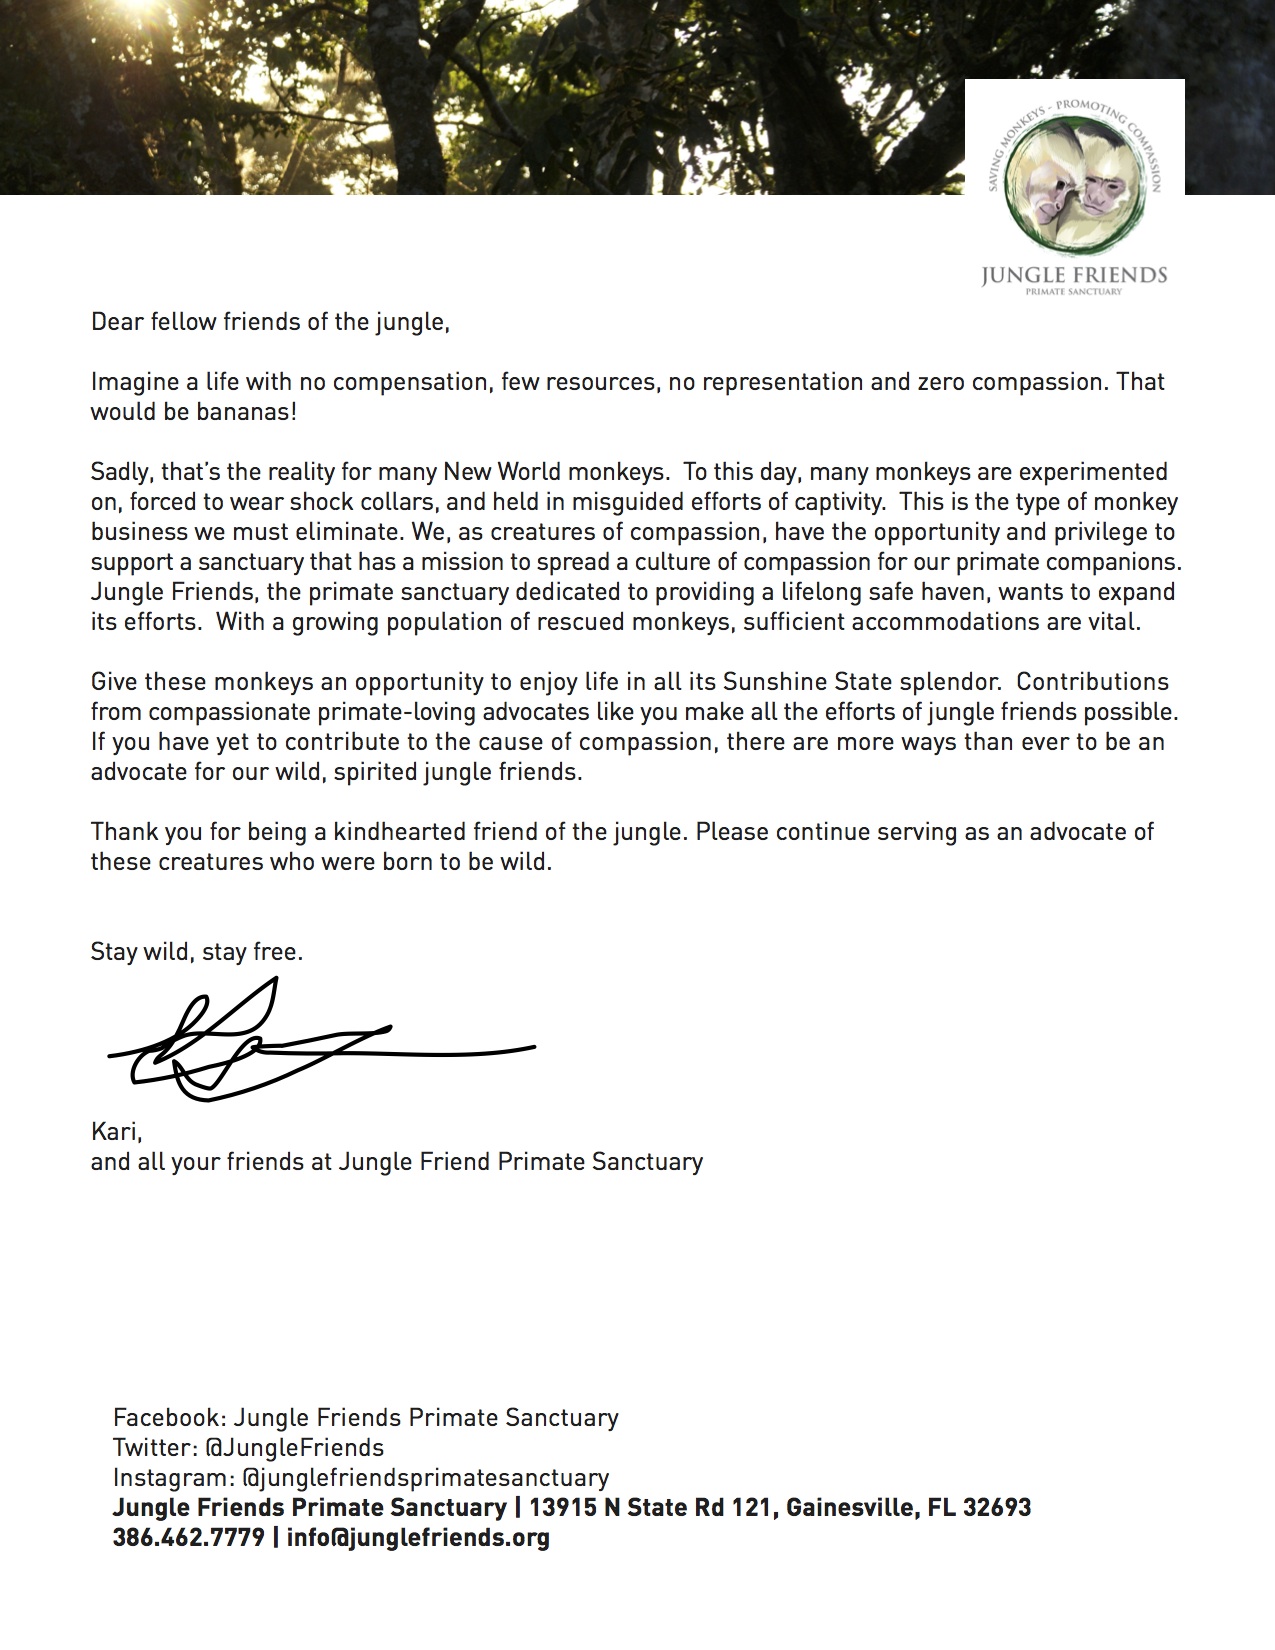 SAVING MONKEYS - PROMOTING COMPASSION
JUNGLE FRIENDS
PRIMATE SANCTUARY
Dear fellow friends of the jungle,
Imagine a life with no compensation, few resources, no representation and zero compassion. That
would be bananas!
Sadly, that's the reality for many New World monkeys.  To this day, many monkeys are experimented
on, forced to wear shock collars, and held in misguided efforts of captivity.  This is the type of monkey
business we must eliminate. We, as creatures of compassion, have the opportunity and privilege to
support a sanctuary that has a mission to spread a culture of compassion for our primate companions.
Jungle Friends, the primate sanctuary dedicated to providing a lifelong safe haven, wants to expand
its efforts.  With a growing population of rescued monkeys, sufficient accommodations are vital.
Give these monkeys an opportunity to enjoy life in all its Sunshine State splendor.  Contributions
from compassionate primate-loving advocates like you make all the efforts of jungle friends possible.
If you have yet to contribute to the cause of compassion, there are more ways than ever to be an
advocate for our wild, spirited jungle friends.
Thank you for being a kindhearted friend of the jungle. Please continue serving as an advocate of
these creatures who were born to be wild.
Stay wild, stay free.
Kari,
and all your friends at Jungle Friend Primate Sanctuary
Facebook: Jungle Friends Primate Sanctuary
Twitter: @JungleFriends
Instagram: @junglefriendsprimatesanctuary
Jungle Friends Primate Sanctuary | 13915 N State Rd 121, Gainesville, FL 32693
386.462.7779 | info@junglefriends.org